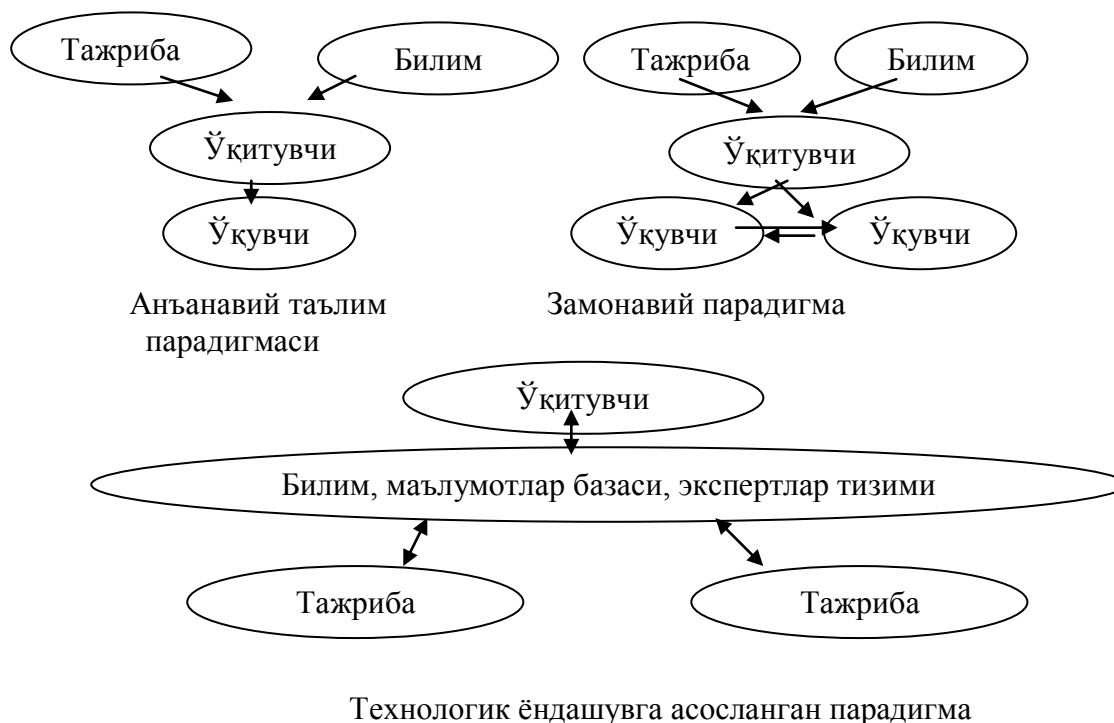 Тажриба
Билим
Ўқитувчи
Ўқувчи
Анъанавий таълим
парадигмаси
Тажриба
Билим
Ўқитувчи
Ўқувчи
Ўқувчи
Замонавий парадигма
Ўқитувчи
Билим, маълумотлар базаси, экспертлар тизими
Тажриба
Тажриба
Технологик ёндашувга асосланган парадигма